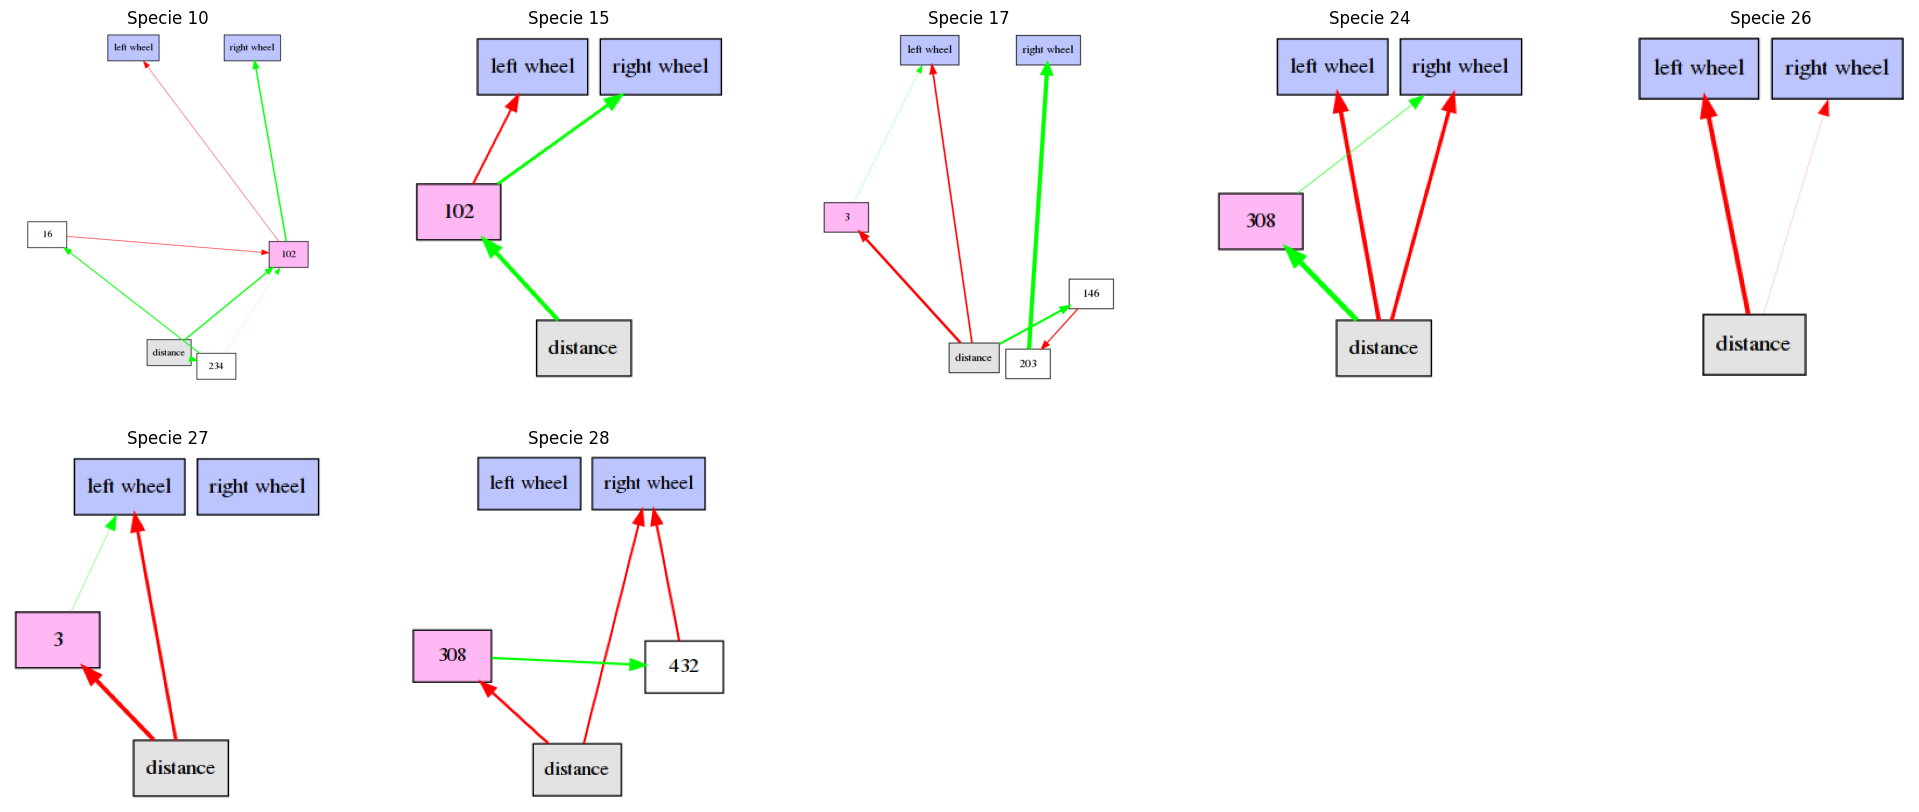 Specie 10
left wheel
right wheel
16
102
distance
234
Specie 15
left wheel
right wheel
102
distance
Specie 17
left wheel
right wheel
3
146
distance
203
Specie 24
left wheel
right wheel
308
distance
Specie 26
left wheel
right wheel
distance
Specie 27
left wheel
right wheel
3
distance
Specie 28
left wheel
right wheel
308
432
distance